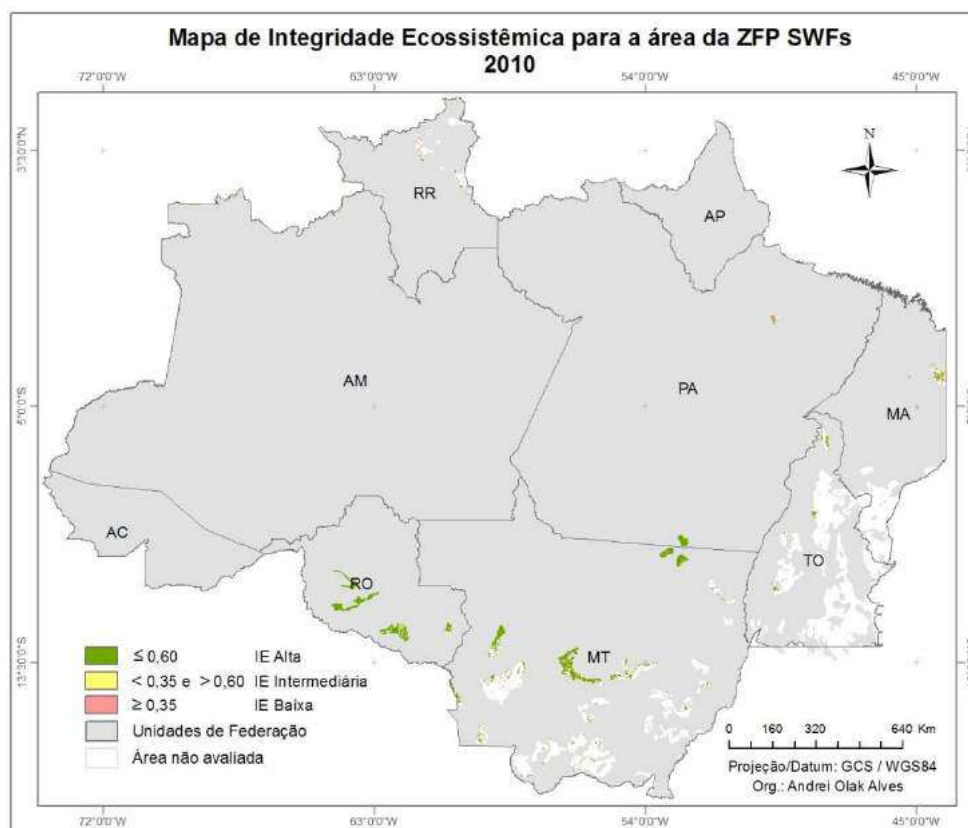 Mapa de Integridade Ecossistêmica para a área da ZFP SWFs
2010
72°0'0"W 63°0'0"W 54°0'0"W 45°0'0"W
3°30'0"N
N
RR
AP
AM
PA
MA
5°0'0"S
AC
RO
TO
MT
13°30'0"S
≤ 0,60 IE Alta
< 0,35 e > 0,60 IE Intermediária
≥ 0,35 IE Baixa
Unidades de Federação
Área não avaliada
0 160 320 640 Km
Projeção/Datum: GCS / WGS84
Org.: Andrei Olak Alves
72°0'0"W 63°0'0"W 54°0'0"W 45°0'0"W